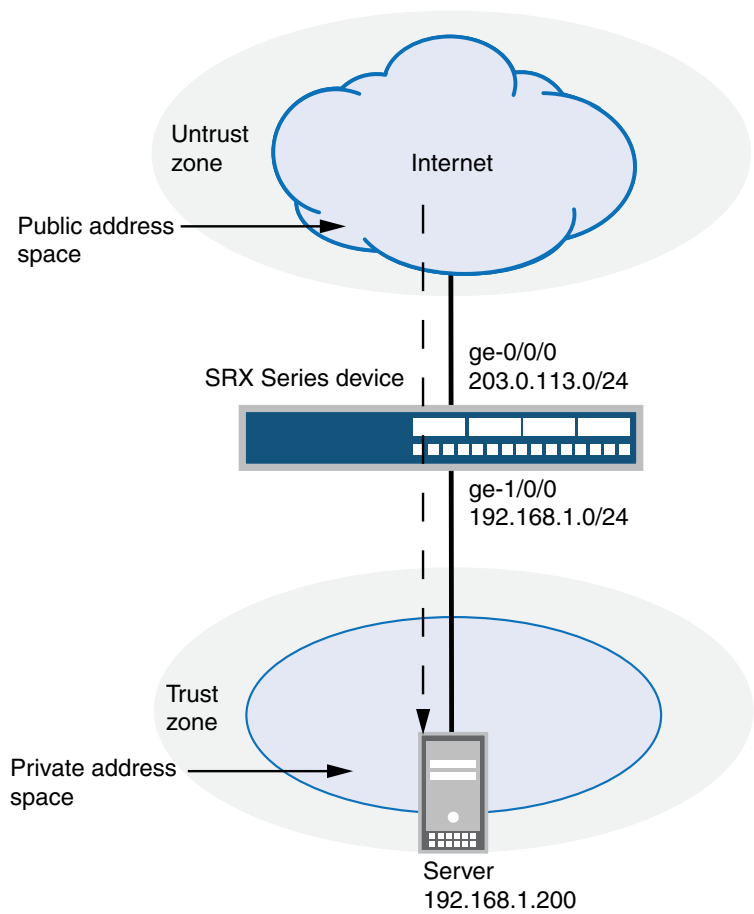 Untrust
zone
Internet
Public address
space
ge-0/0/0
203.0.113.0/24
SRX Series device
ge-1/0/0
192.168.1.0/24
Trust
zone
Private address
space
Server
192.168.1.200